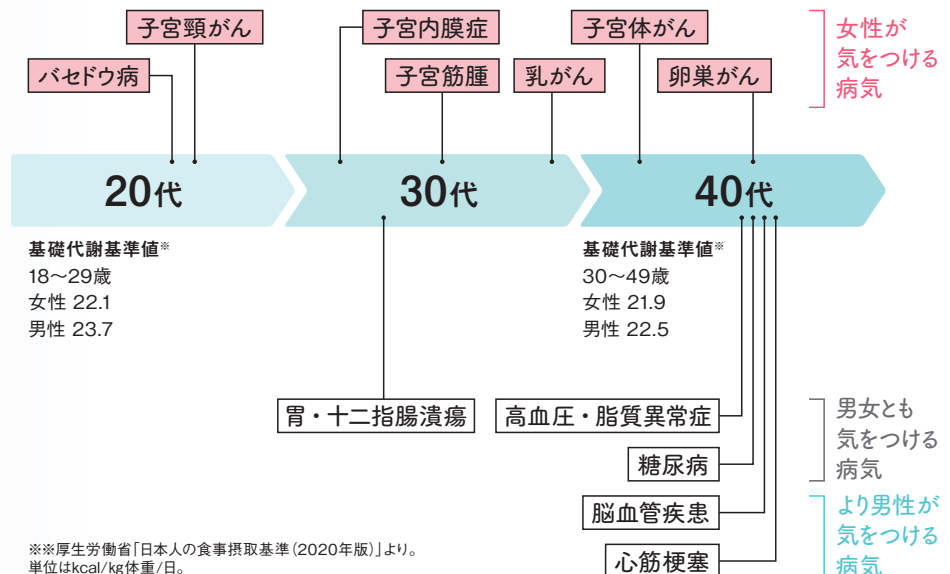 子宮頸がん
子宮内膜症
子宮体がん
女性が
気をつける
病気
バセドウ病
子宮筋腫
乳がん
卵巣がん
20代
30代
40代
基礎代謝基準値※
18〜29歳
女性 22.1
男性 23.7
基礎代謝基準値※
30〜49歳
女性 21.9
男性 22.5
胃・十二指腸潰瘍
高血圧・脂質異常症
糖尿病
男女とも
気をつける
病気
脳血管疾患
心筋梗塞
より男性が
気をつける
病気
※※厚生労働省「日本人の食事摂取基準（2020年版）」より。
単位はkcal/kg体重/日。